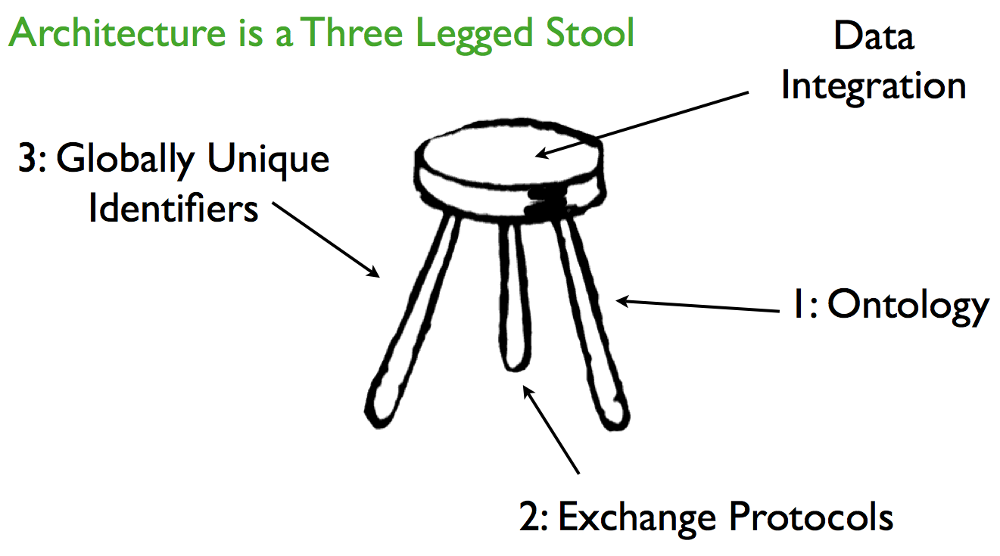 Architecture is a Three Legged Stool
Data
Integration
3: Globally Unique
Identifiers
1: Ontology
2: Exchange Protocols